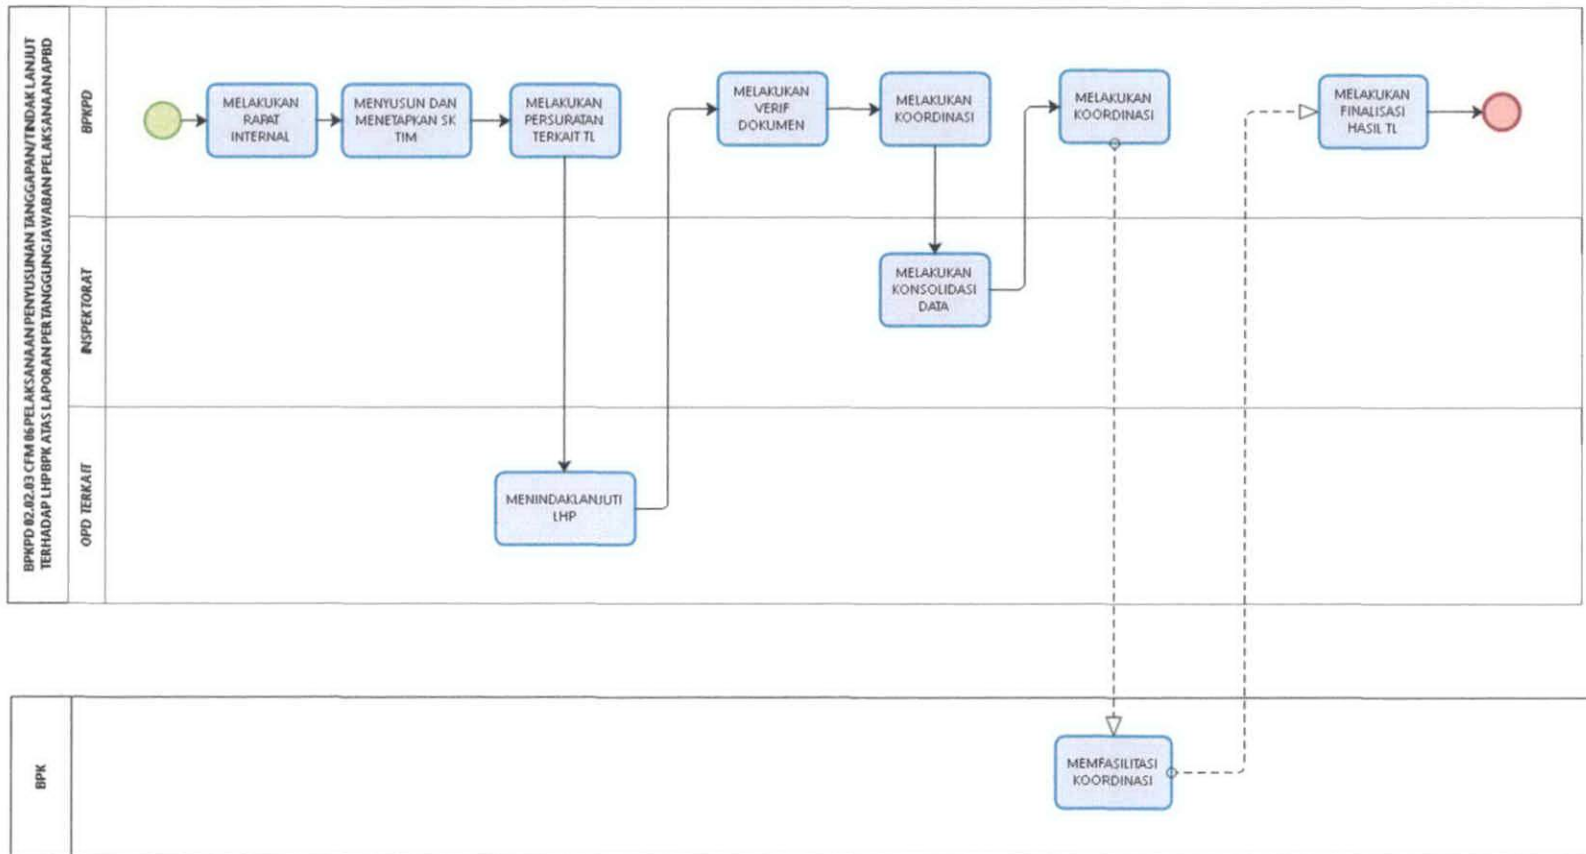 BPKPD 02.02.03 CFM 06 PELAKSANAAN PENYUSUNAN TANGGAPAN/TINDAK LANJUT
TERHADAP LHP BPK ATAS LAPORAN PERTANGGUNGJAWABAN PELAKSANAAN APBD
BPKPD
MELAKUKAN
RAPAT
INTERNAL
MENYUSUN DAN
MENETAPKAN SK
TIM
MELAKUKAN
PERSURATAN
TERKAIT TL
MELAKUKAN
VERIF
DOKUMEN
MELAKUKAN
KOORDINASI
MELAKUKAN
KOORDINASI
MELAKUKAN
FINALISASI
HASIL TL
INSPEKTORAT
MELAKUKAN
KONSOLIDASI
DATA
OPD TERKAIT
MENINDAKLANJUTI
LHP
BPK
MEMFASILITASI
KOORDINASI